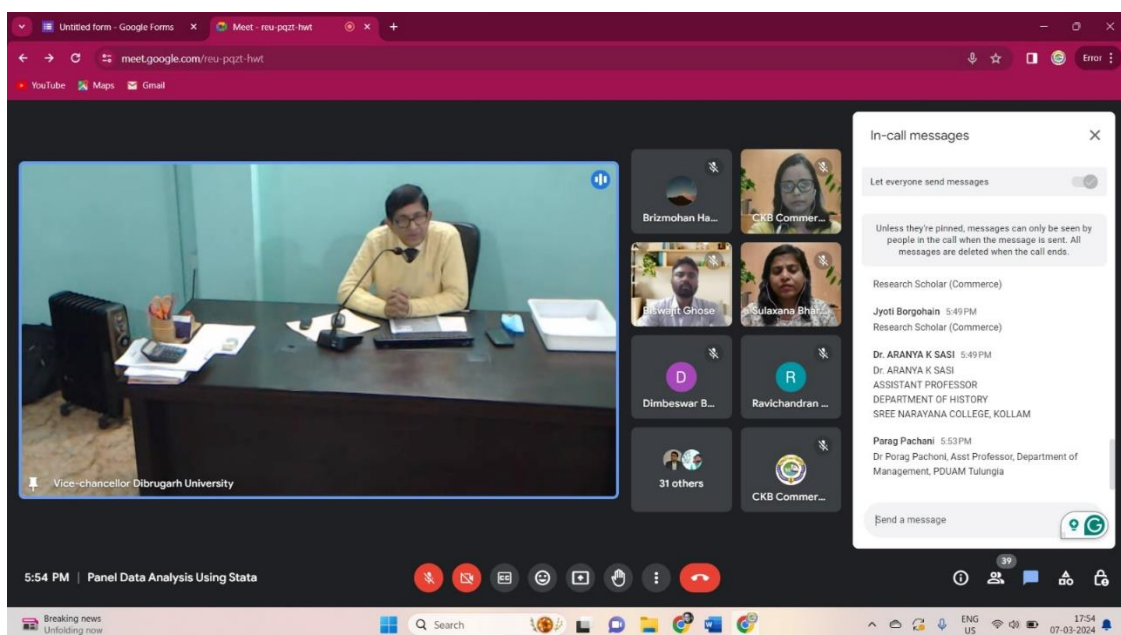 Untitled form - Google Forms
Meet - reu-pqzt-hwt
meet.google.com/reu-pqzt-hwt
Error
YouTube
Maps
Gmail
Vice-chancellor Dibrugarh University
Brizmohan Ha...
CKB Commer...
Biswajit Ghose
Sulaxana Bhar...
D
Dimbeswar B...
R
Ravichandran ...
31 others
CKB Commer...
In-call messages
Let everyone send messages
Unless they're pinned, messages can only be seen by
people in the call when the message is sent. All
messages are deleted when the call ends.
Research Scholar (Commerce)
Jyoti Borgohain 5:49 PM
Research Scholar (Commerce)
Dr. ARANYA K SASI 5:49 PM
Dr. ARANYA K SASI
ASSISTANT PROFESSOR
DEPARTMENT OF HISTORY
SREE NARAYANA COLLEGE, KOLLAM
Parag Pachani 5:53 PM
Dr Porag Pachoni, Asst Professor, Department of
Management, PDUAM Tulungia
Send a message
5:54 PM | Panel Data Analysis Using Stata
39
Breaking news
Unfolding now
Search
ENG
US
17:54
07-03-2024